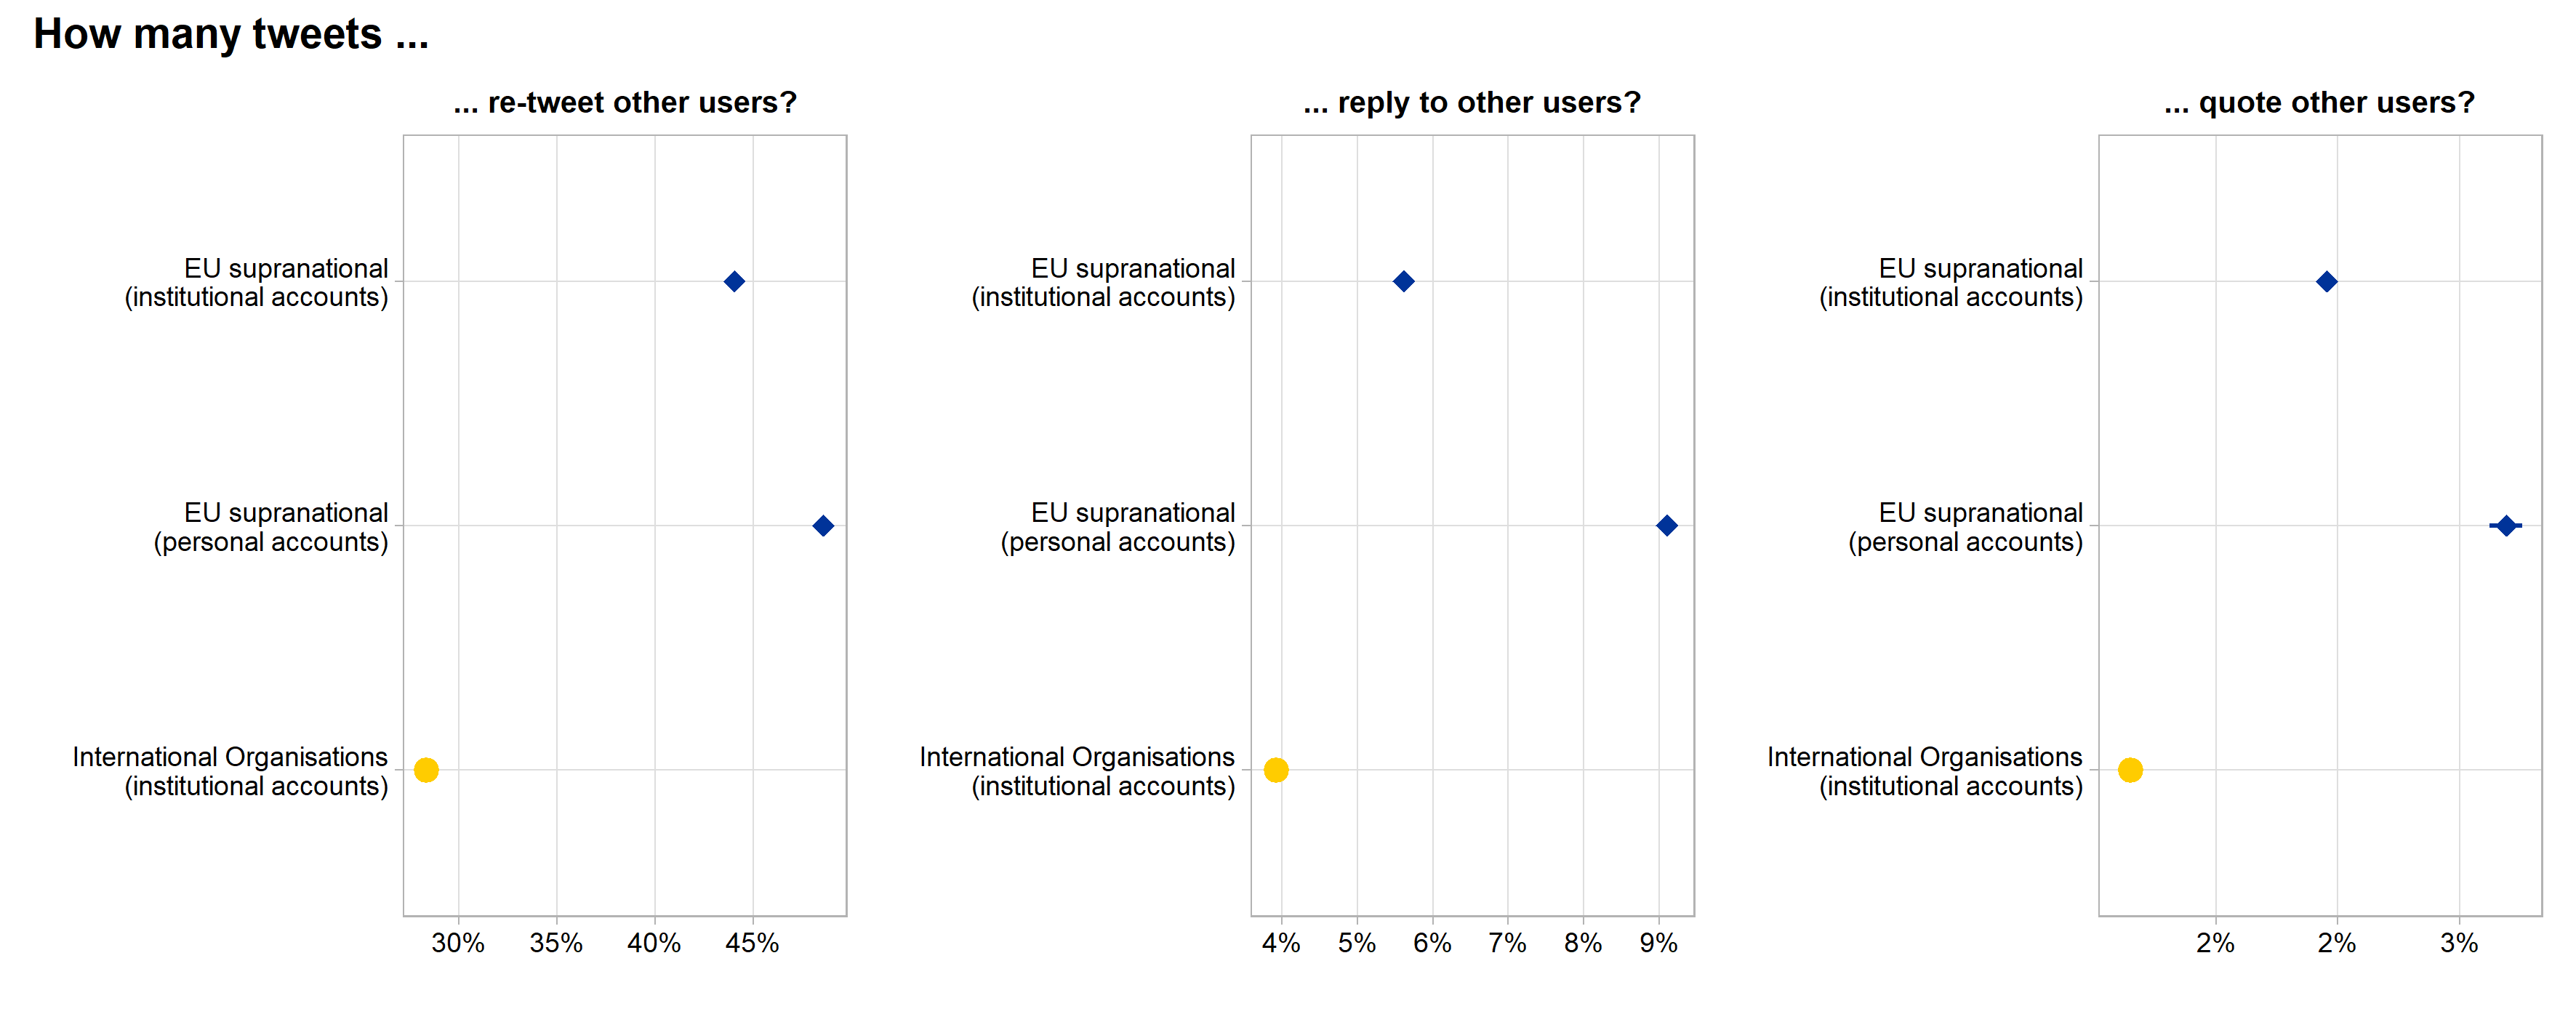 How many tweets ...
... re-tweet other users?
EU supranational
(institutional accounts)
EU supranational
(personal accounts)
International Organisations
(institutional accounts)
30% 35% 40% 45%
... reply to other users?
EU supranational
(institutional accounts)
EU supranational
(personal accounts)
International Organisations
(institutional accounts)
4% 5% 6% 7% 8% 9%
... quote other users?
EU supranational
(institutional accounts)
EU supranational
(personal accounts)
International Organisations
(institutional accounts)
2% 2% 3%